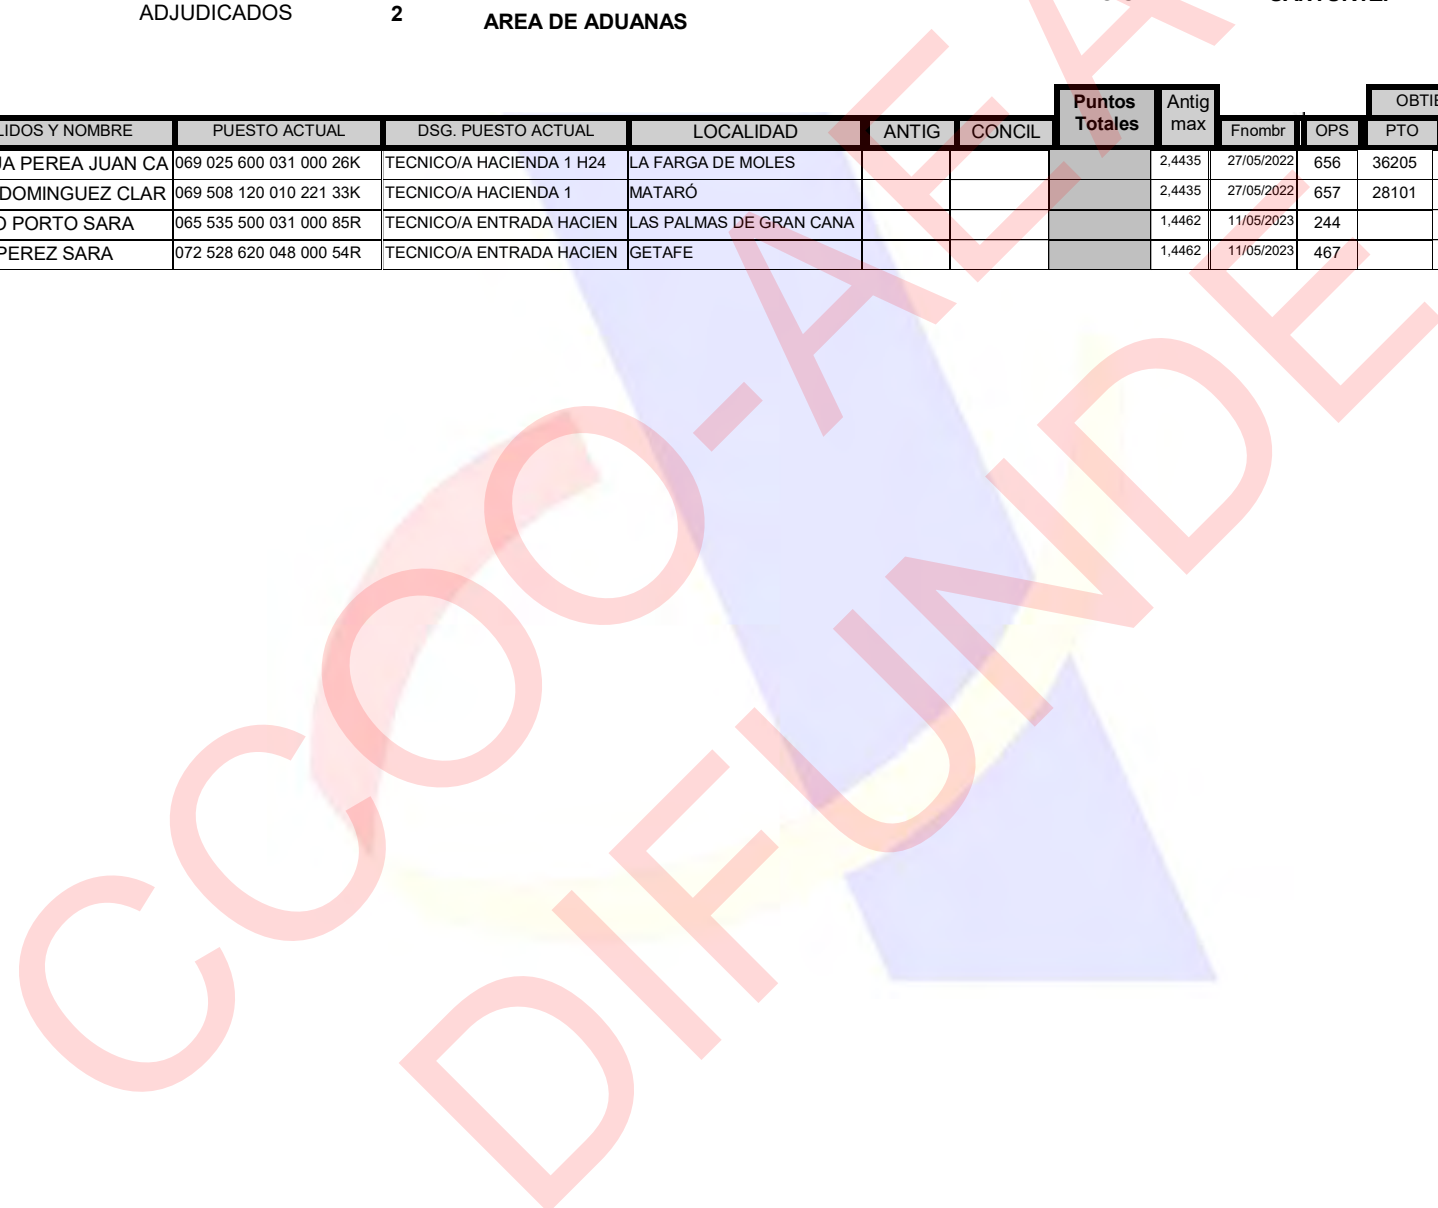 ADJUDICADOS 2 AREA DE ADUANAS
Puntos Totales Antig max OBTIE
LIDOS Y NOMBRE PUESTO ACTUAL DSG. PUESTO ACTUAL LOCALIDAD ANTIG CONCIL Fnombr OPS PTO
JA PEREA JUAN CA 069 025 600 031 000 26K TECNICO/A HACIENDA 1 H24 LA FARGA DE MOLES 2,4435 27/05/2022 656 36205
DOMINGUEZ CLAR 069 508 120 010 221 33K TECNICO/A HACIENDA 1 MATARÓ 2,4435 27/05/2022 657 28101
O PORTO SARA 065 535 500 031 000 85R TECNICO/A ENTRADA HACIEN LAS PALMAS DE GRAN CANA 1,4462 11/05/2023 244
PEREZ SARA 072 528 620 048 000 54R TECNICO/A ENTRADA HACIEN GETAFE 1,4462 11/05/2023 467
CCOO-AEA
DIFUNDE